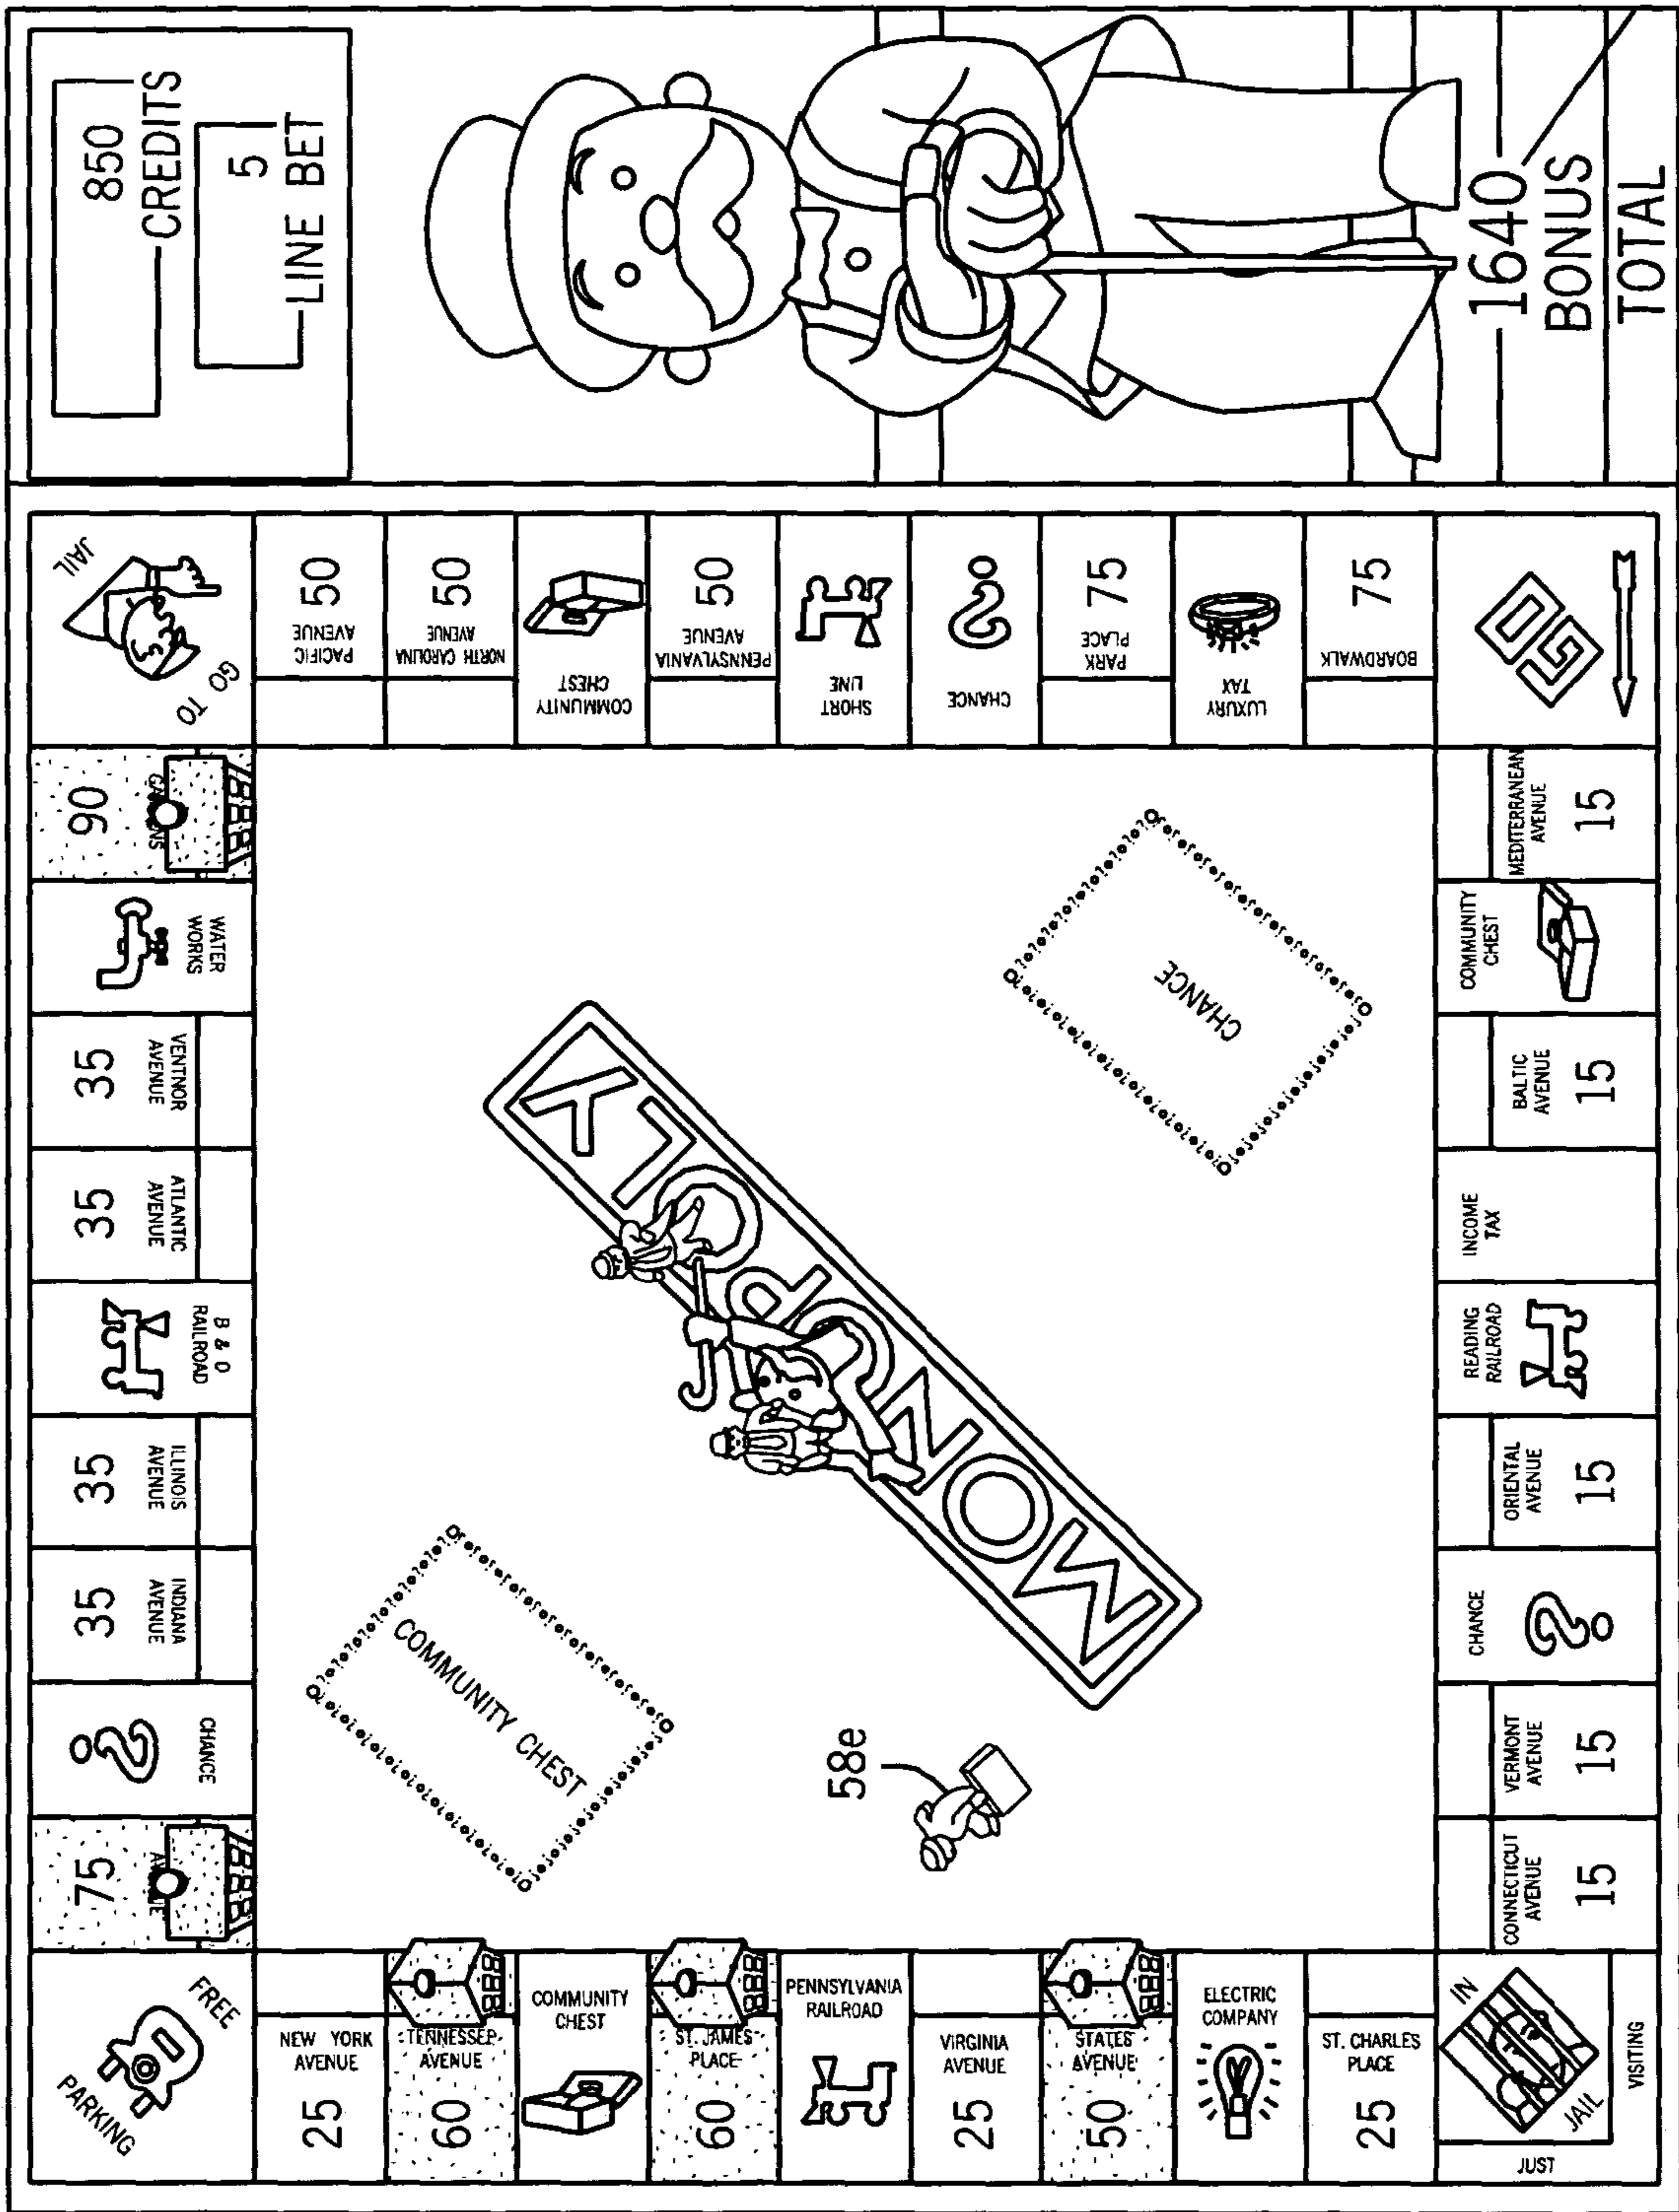 850
CREDITS
5
LINE BET
1640
BONUS
TOTAL
GO TO
JAIL
50
PACIFIC
AVENUE
50
NORTH CAROLINA
AVENUE
COMMUNITY
CHEST
50
PENNSYLVANIA
AVENUE
SHORT
LINE
CHANCE
75
PARK
PLACE
LUXURY
TAX
75
BOARDWALK
GO
MEDITERRANEAN
AVENUE
15
COMMUNITY
CHEST
BALTIC
AVENUE
15
INCOME
TAX
READING
RAILROAD
ORIENTAL
AVENUE
15
CHANCE
VERMONT
AVENUE
15
CONNECTICUT
AVENUE
15
IN
JAIL
JUST
VISITING
ST. CHARLES
PLACE
25
ELECTRIC
COMPANY
STATES
AVENUE
50
VIRGINIA
AVENUE
25
PENNSYLVANIA
RAILROAD
ST. JAMES
PLACE
60
COMMUNITY
CHEST
TENNESSEE
AVENUE
60
NEW YORK
AVENUE
25
FREE
PARKING
75
CHANCE
INDIANA
AVENUE
35
ILLINOIS
AVENUE
35
B & O
RAILROAD
ATLANTIC
AVENUE
35
VENTNOR
AVENUE
35
WATER
WORKS
90
CHANCE
MONOPOLY
COMMUNITY CHEST
58e